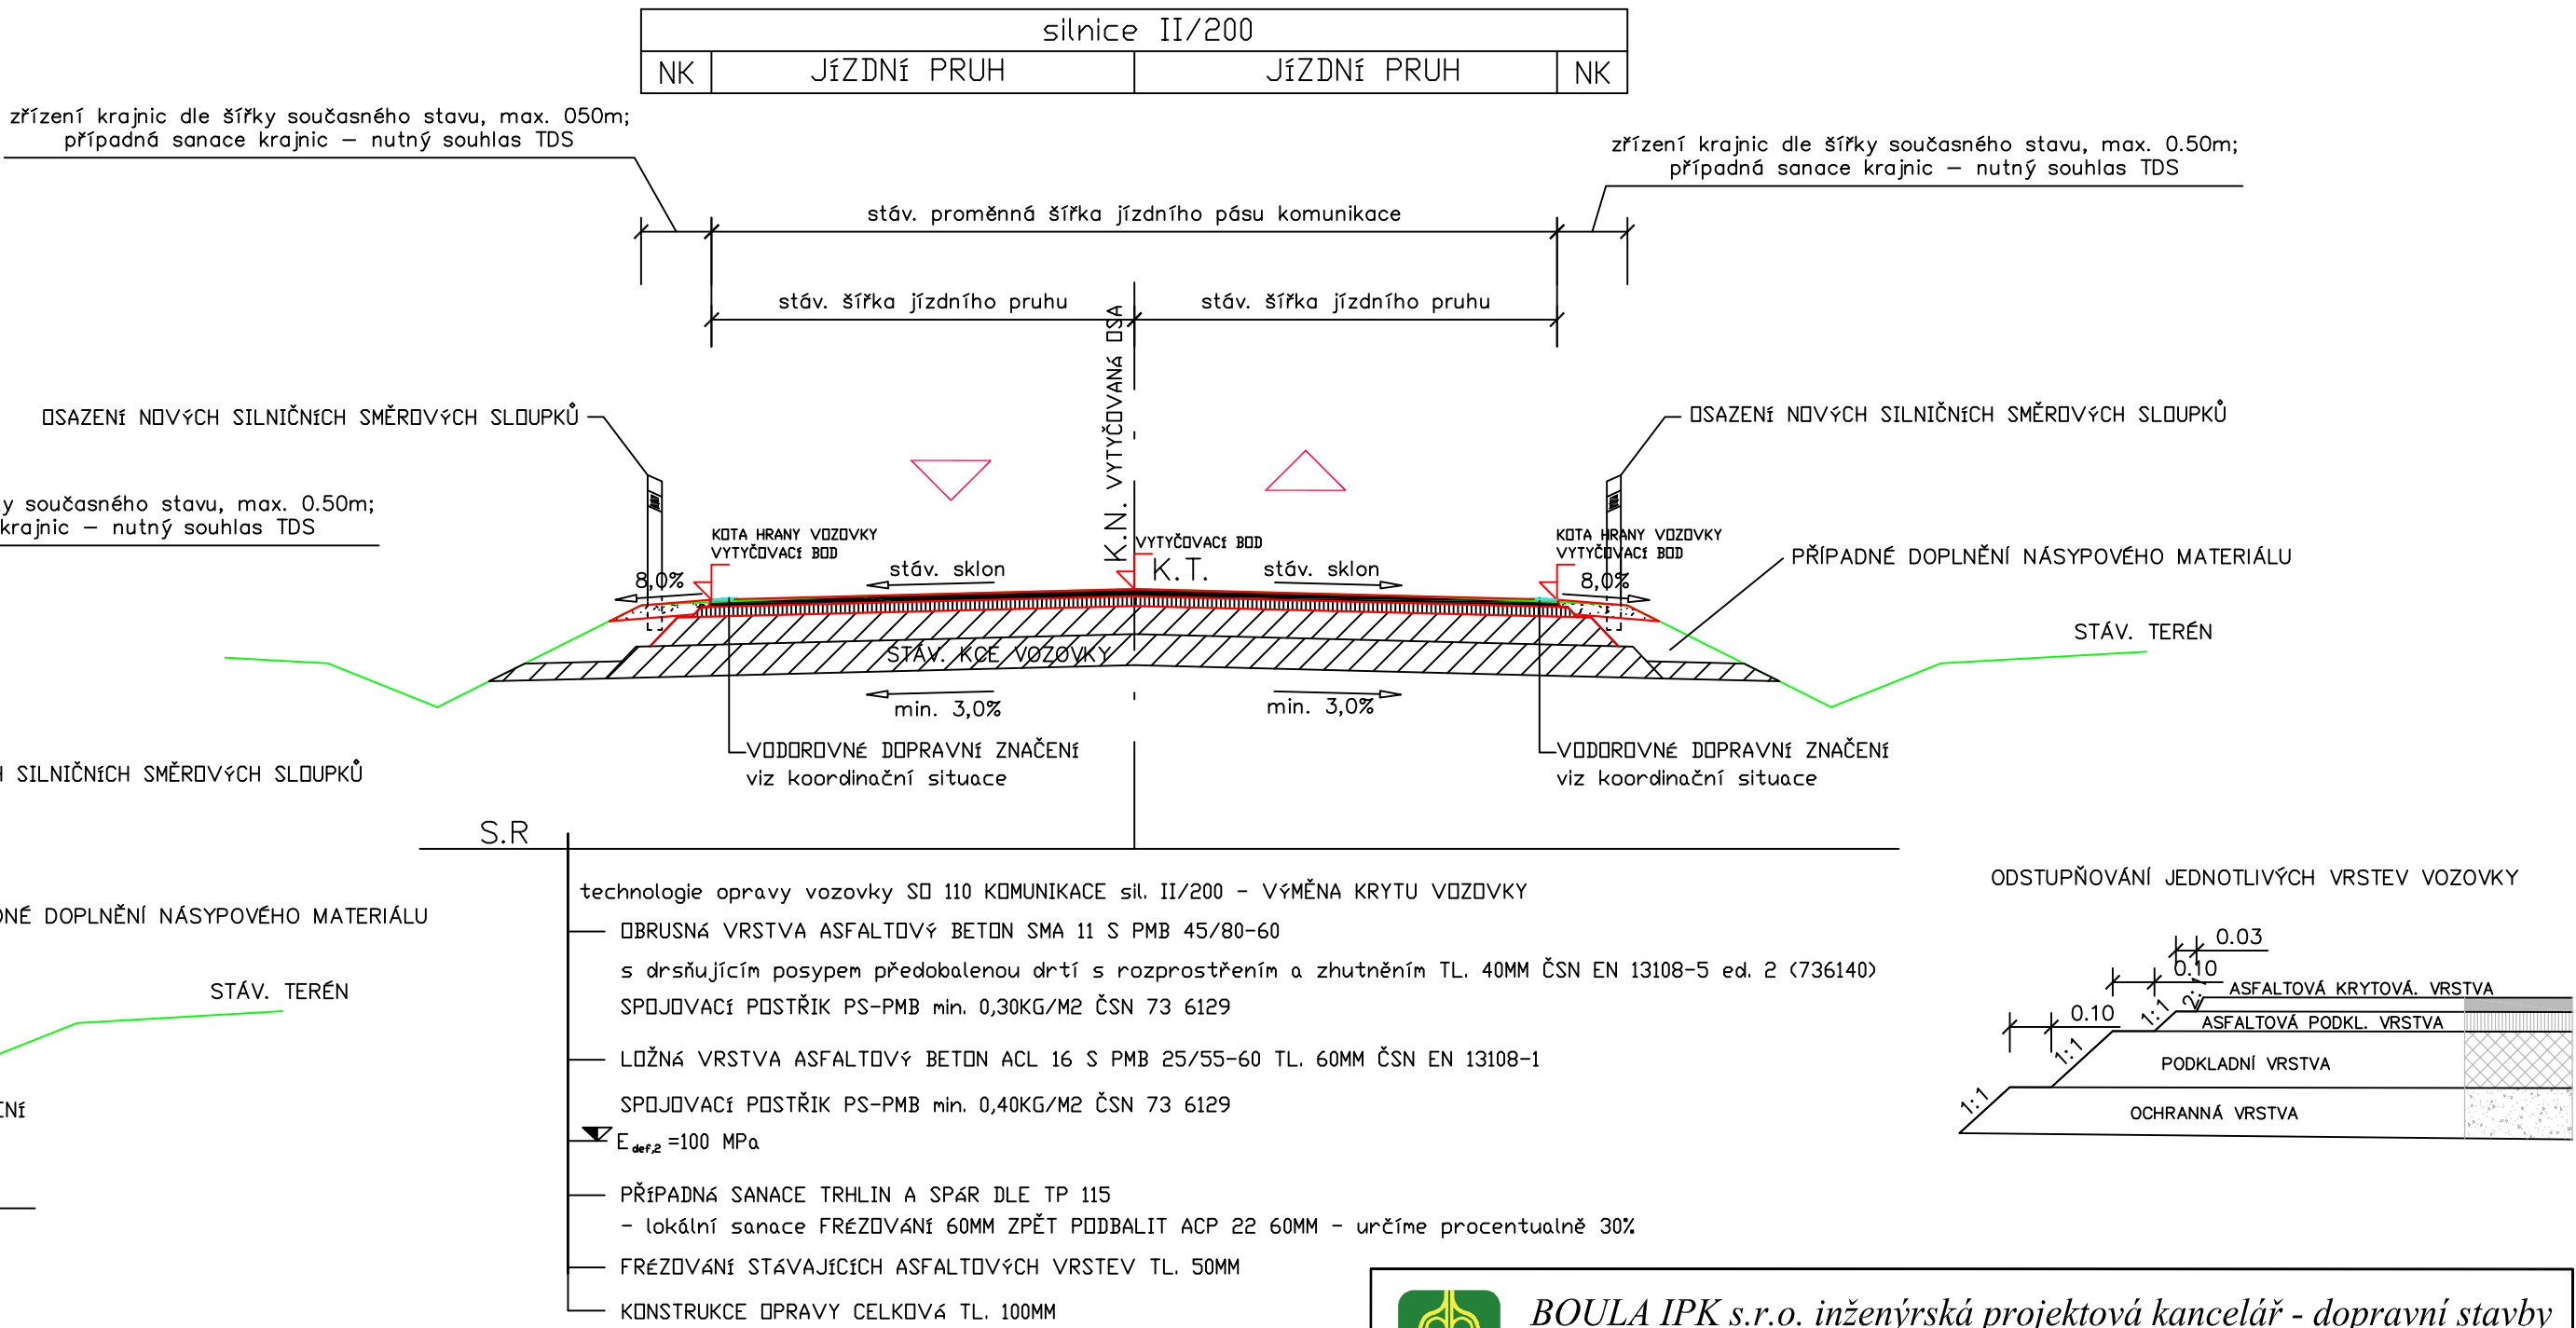 silnice II/200
NK
JÍZDNÍ PRUH
JÍZDNÍ PRUH
NK
zřízení krajnic dle šířky současného stavu, max. 050m;
případná sanace krajnic – nutný souhlas TDS
zřízení krajnic dle šířky současného stavu, max. 0.50m;
případná sanace krajnic – nutný souhlas TDS
stáv. proměnná šířka jízdního pásu komunikace
stáv. šířka jízdního pruhu
stáv. šířka jízdního pruhu
K.N. VYTYČOVANÁ OSA
OSAZENÍ NOVÝCH SILNIČNÍCH SMĚROVÝCH SLOUPKŮ
OSAZENÍ NOVÝCH SILNIČNÍCH SMĚROVÝCH SLOUPKŮ
y současného stavu, max. 0.50m;
krajnic – nutný souhlas TDS
KOTA HRANY VOZOVKY
VYTYČOVACÍ BOD
VYTYČOVACÍ BOD
KOTA HRANY VOZOVKY
VYTYČOVACÍ BOD
PŘÍPADNÉ DOPLNĚNÍ NÁSYPOVÉHO MATERIÁLU
8,0%
stáv. sklon
K.T.
stáv. sklon
8,0%
STÁV. TERÉN
STÁV. KCE VOZOVKY
min. 3,0%
min. 3,0%
VODOROVNÉ DOPRAVNÍ ZNAČENÍ
viz koordinační situace
VODOROVNÉ DOPRAVNÍ ZNAČENÍ
viz koordinační situace
H SILNIČNÍCH SMĚROVÝCH SLOUPKŮ
S.R
DNÉ DOPLNĚNÍ NÁSYPOVÉHO MATERIÁLU
STÁV. TERÉN
ENÍ
technologie opravy vozovky SO 110 KOMUNIKACE sil. II/200 - VÝMĚNA KRYTU VOZOVKY
OBRUSNÁ VRSTVA ASFALTOVÝ BETON SMA 11 S PMB 45/80-60
s drsňujícím posypem předobalenou drtí s rozprostřením a zhutněním TL. 40MM ČSN EN 13108-5 ed. 2 (736140)
SPOJOVACÍ POSTŘIK PS-PMB min. 0,30KG/M2 ČSN 73 6129
LOŽNÁ VRSTVA ASFALTOVÝ BETON ACL 16 S PMB 25/55-60 TL. 60MM ČSN EN 13108-1
SPOJOVACÍ POSTŘIK PS-PMB min. 0,40KG/M2 ČSN 73 6129
Edef,2 =100 MPa
PŘÍPADNÁ SANACE TRHLIN A SPÁR DLE TP 115
- lokální sanace FRÉZOVÁNÍ 60MM ZPĚT PODBALIT ACP 22 60MM - určíme procentualně 30%
FRÉZOVÁNÍ STÁVAJÍCÍCH ASFALTOVÝCH VRSTEV TL. 50MM
KONSTRUKCE OPRAVY CELKOVÁ TL. 100MM
ODSTUPŇOVÁNÍ JEDNOTLIVÝCH VRSTEV VOZOVKY
0.03
0.10
2:1
ASFALTOVÁ KRYTOVÁ. VRSTVA
0.10
1:1
ASFALTOVÁ PODKL. VRSTVA
1:1
PODKLADNÍ VRSTVA
1:1
OCHRANNÁ VRSTVA
BOULA IPK s.r.o. inženýrská projektová kancelář - dopravní stavby